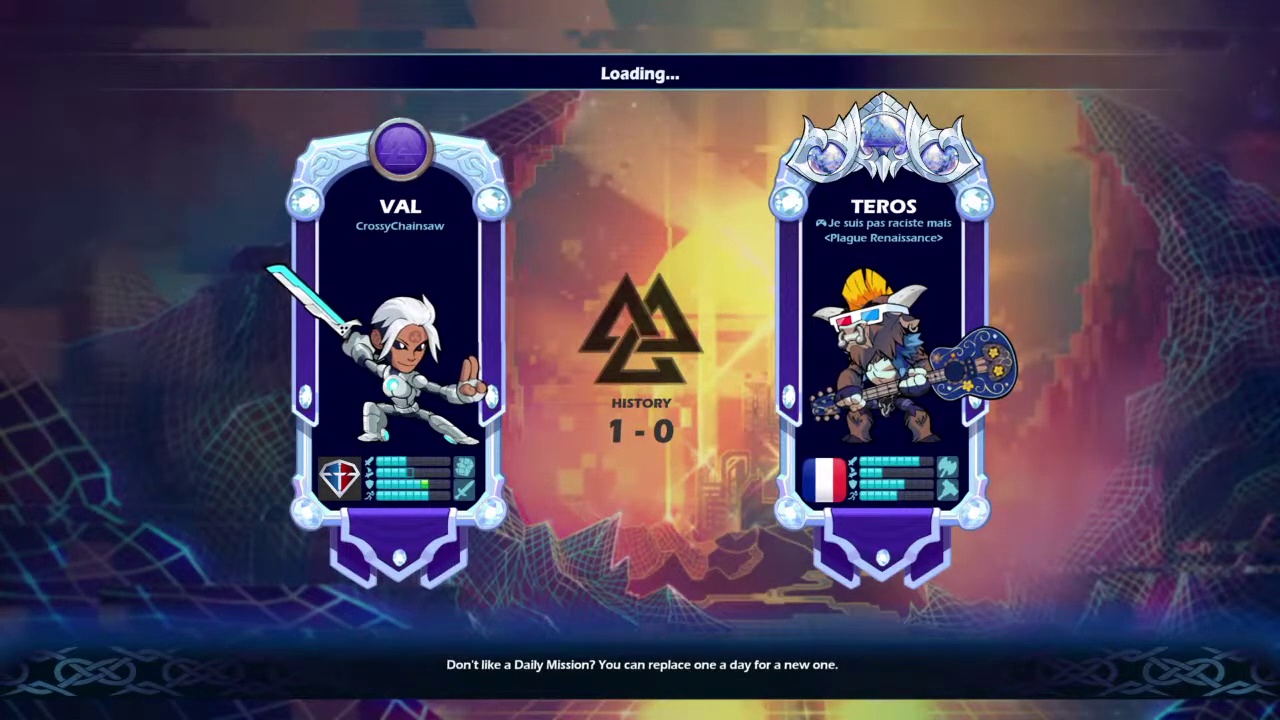 Loading...
VAL
CrossyChainsaw
TEROS
Je suis pas raciste mais
<Plague Renaissance>
HISTORY
1 - 0
Don't like a Daily Mission? You can replace one a day for a new one.